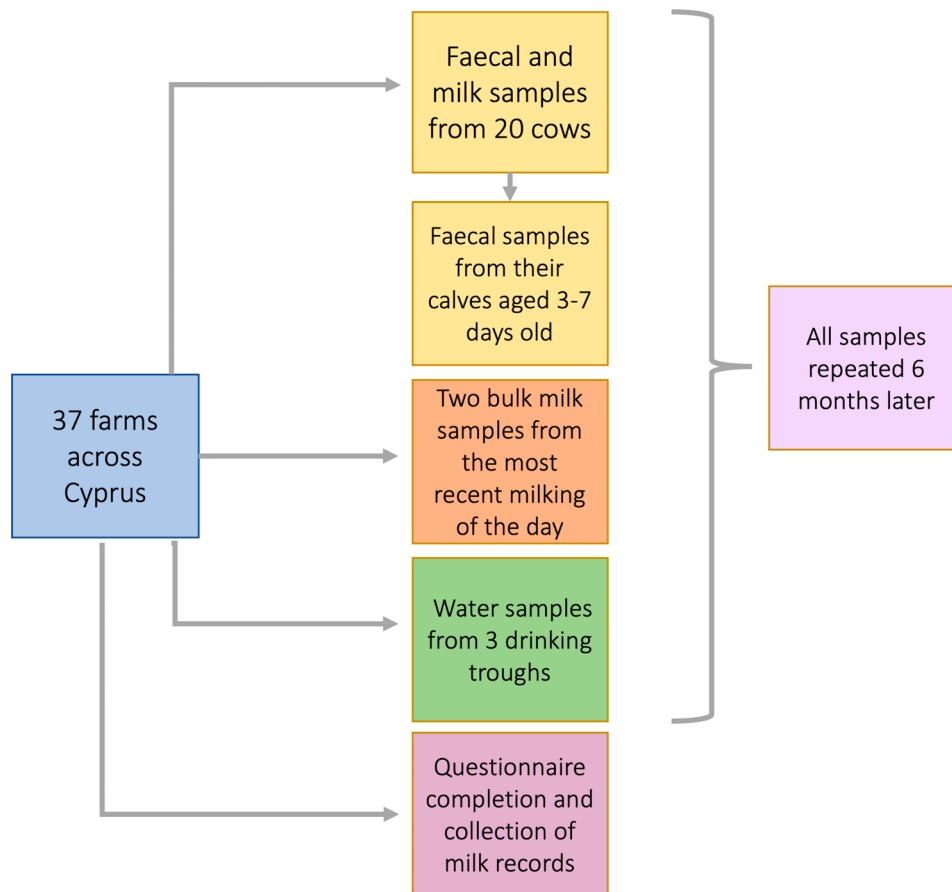 Faecal and
milk samples
from 20 cows
Faecal samples
from their
calves aged 3-7
days old
37 farms
across
Cyprus
Two bulk milk
samples from
the most
recent milking
of the day
Water samples
from 3 drinking
troughs
Questionnaire
completion and
collection of
milk records
All samples
repeated 6
months later